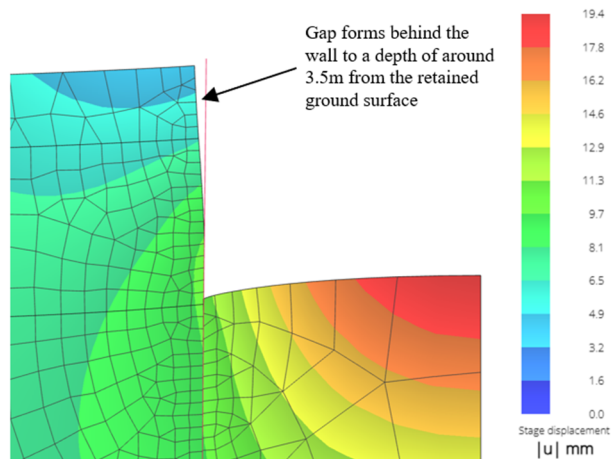 Gap forms behind the
wall to a depth of around
3.5m from the retained
ground surface
19.4
17.8
16.2
14.6
12.9
11.3
9.7
8.1
6.5
4.9
3.2
1.6
0.0
Stage displacement
|u| mm